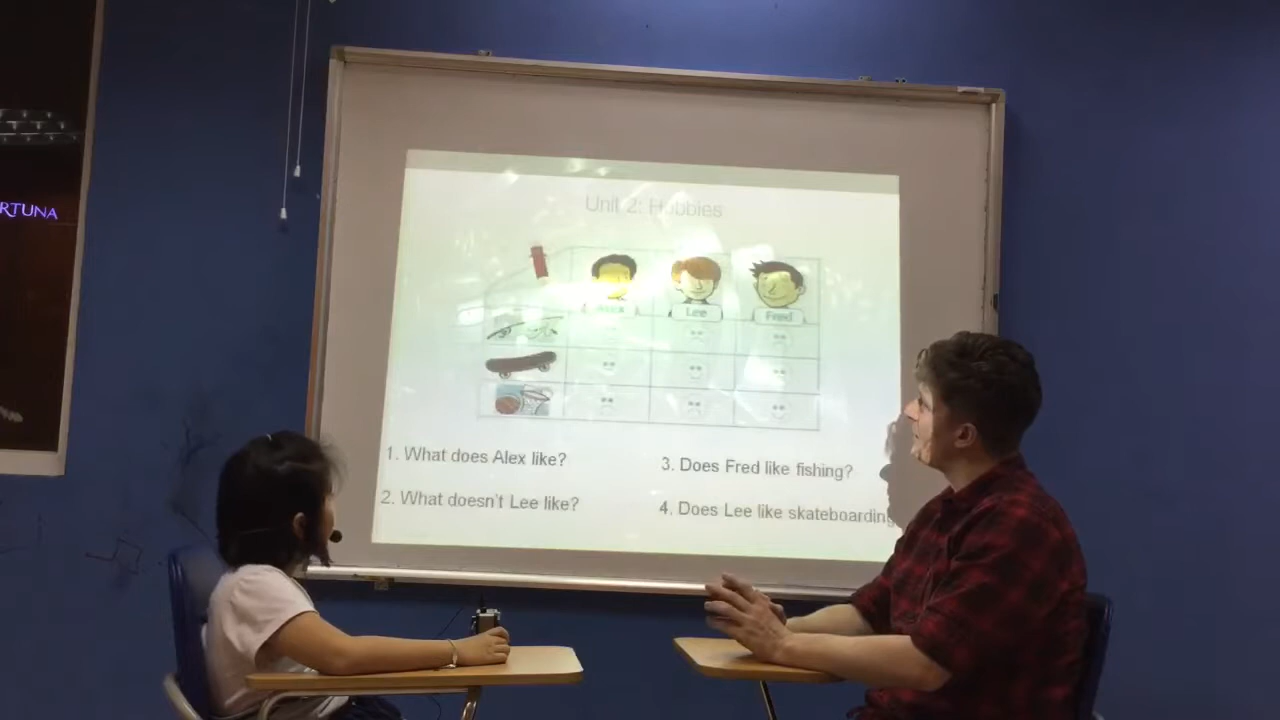 RTUNA
Unit 2: Hobbies
Alex Lee Fred
1. What does Alex like?
2. What doesn't Lee like?
3. Does Fred like fishing?
4. Does Lee like skateboarding